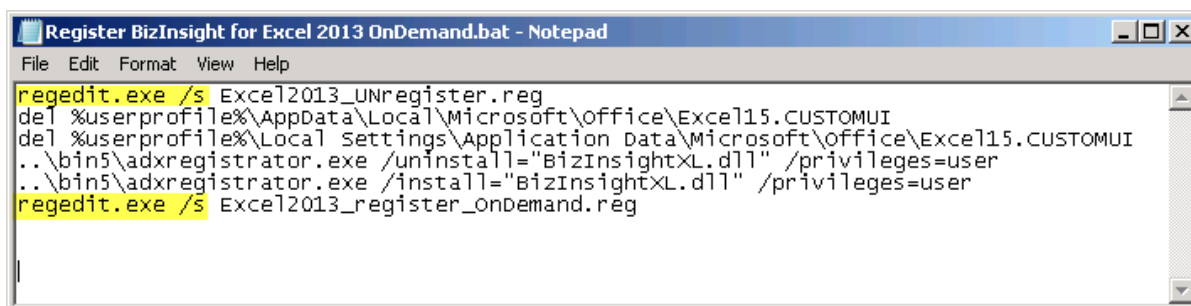 Register BizInsight for Excel 2013 OnDemand.bat - Notepad
File Edit Format View Help
regedit.exe /s Excel2013_UNregister.reg
del %userprofile%\AppData\Local\Microsoft\Office\Excel15.CUSTOMUI
del %userprofile%\Local Settings\Application Data\Microsoft\Office\Excel15.CUSTOMUI
..\bin5\adxregistrator.exe /uninstall="BizInsightXL.dll" /privileges=user
..\bin5\adxregistrator.exe /install="BizInsightXL.dll" /privileges=user
regedit.exe /s Excel2013_register_OnDemand.reg